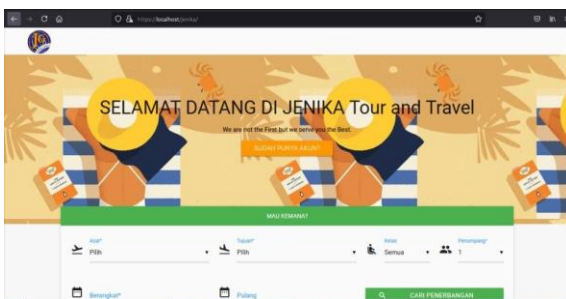 https://localhost/jenika/
SELAMAT DATANG DI JENIKA Tour and Travel
We are not the First but we serve you the Best.
SUDAH PUNYA AKUN?
MAU KEMANA?
Asal* Tujuan* Kelas Penumpang*
Pilih Pilih Semua 1
Berangkat* Pulang CARI PENERBANGAN